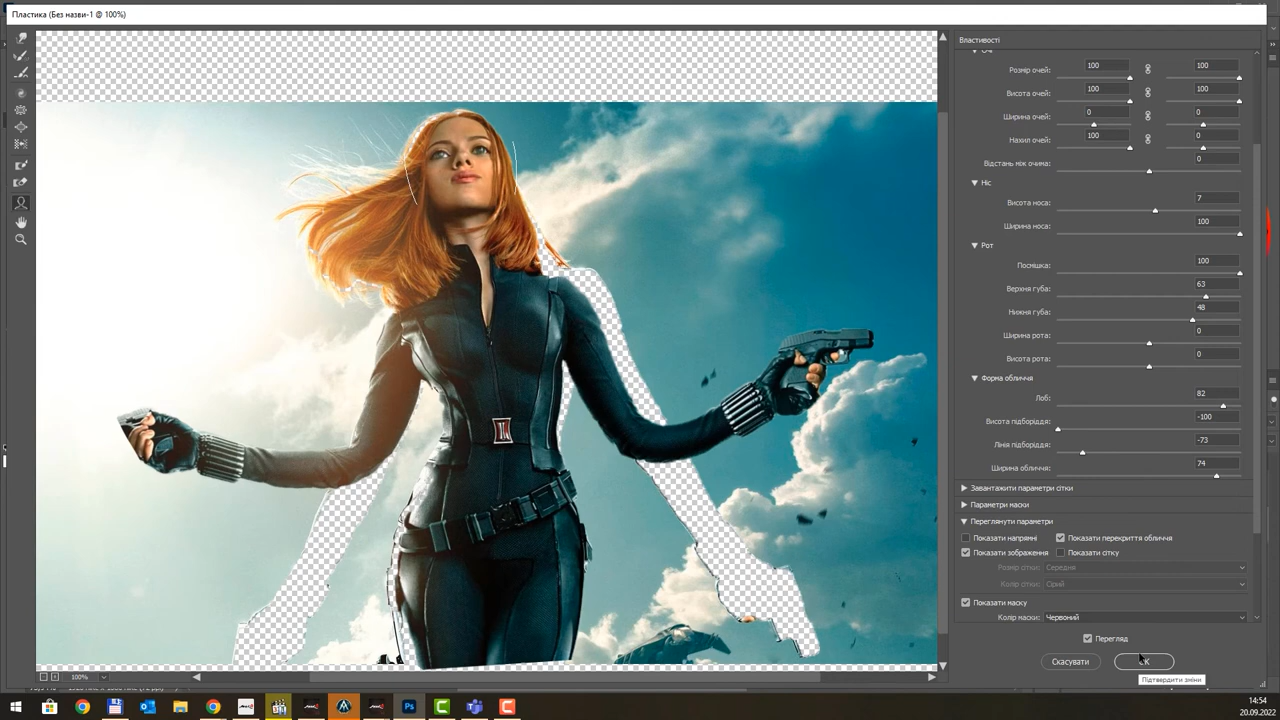 Пластика (Без назви-1 @ 100%)
Властивості
Розмір очей: 100 100
Висота очей: 100 100
Ширина очей: 0 0
Нахил очей: 100 0
Відстань між очима: 0
Ніс
Висота носа: 7
Ширина носа: 100
Рот
Посмішка: 100
Верхня губа: 63
Нижня губа: 48
Ширина рота: 0
Висота рота: 0
Форма обличчя
Лоб: 82
Висота підборіддя: -100
Лінія підборіддя: -73
Ширина обличчя: 74
Завантажити параметри сітки
Параметри маски
Переглянути параметри
Показати напрямні Показати перекриття обличчя
Показати зображення Показати сітку
Розмір сітки: Середня
Колір сітки: Сірий
Показати маску
Колір маски: Червоний
Перегляд
Скасувати OK
Підтвердити зміни
100%
14:54
20.09.2022